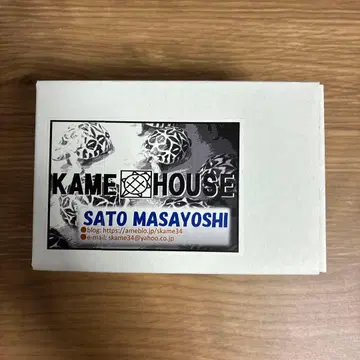 KAME HOUSE
SATO MASAYOSHI
●blog: https://ameblo.jp/skame34
●e-mail: skame34@yahoo.co.jp